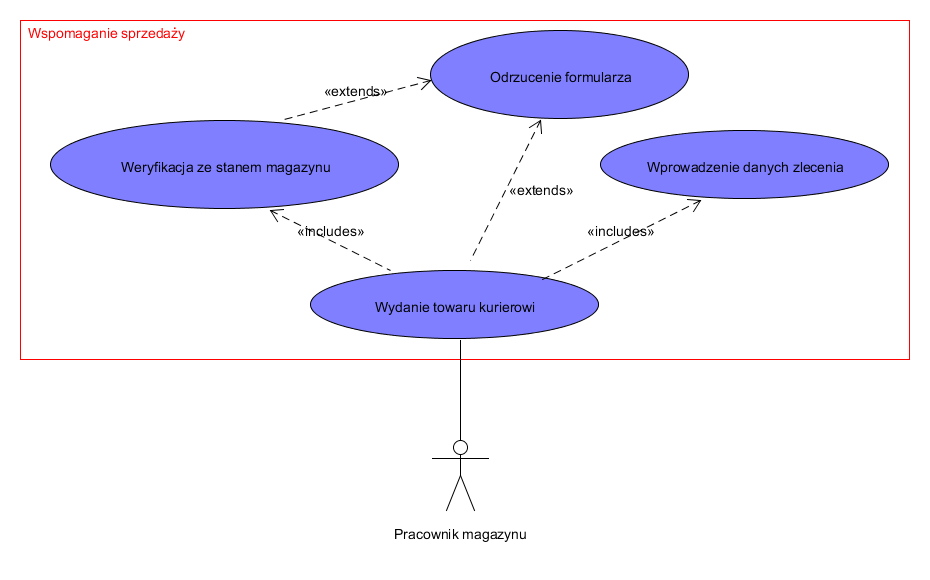 Wspomaganie sprzedaży
Odrzucenie formularza
«extends»
Weryfikacja ze stanem magazynu
Wprowadzenie danych zlecenia
«extends»
«includes»
«includes»
Wydanie towaru kurierowi
Pracownik magazynu